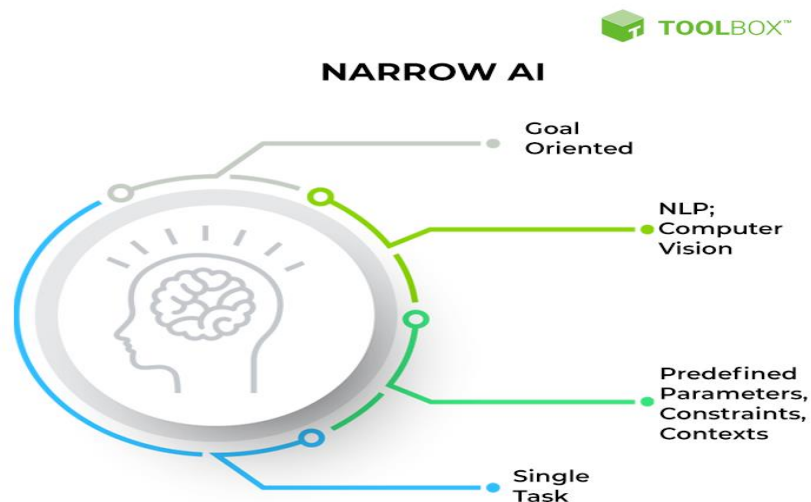 TOOLBOX™
NARROW AI
Goal
Oriented
NLP;
Computer
Vision
Predefined
Parameters,
Constraints,
Contexts
Single
Task